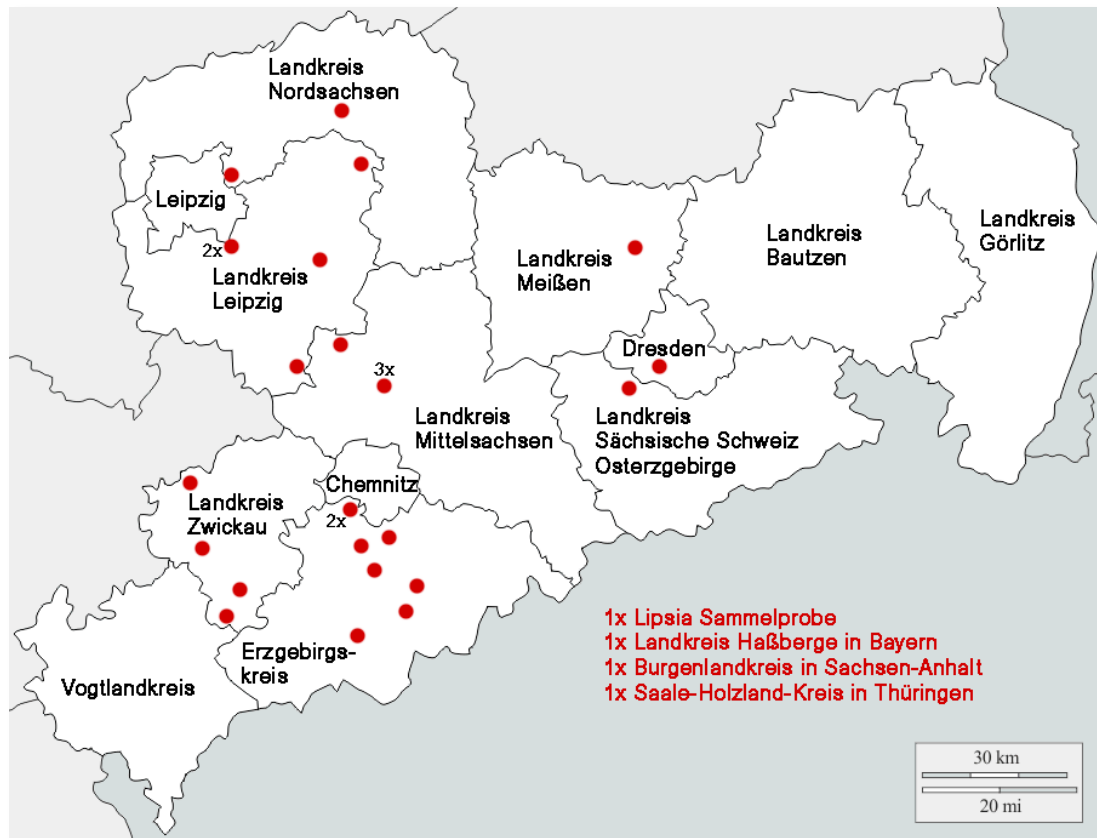 Landkreis
Nordsachsen
Leipzig
2x
Landkreis
Leipzig
Landkreis
Meißen
Landkreis
Bautzen
Landkreis
Görlitz
Dresden
3x
Landkreis
Mittelsachsen
Landkreis
Sächsische Schweiz
Osterzgebirge
Chemnitz
2x
Landkreis
Zwickau
Erzgebirgs-
kreis
Vogtlandkreis
1x Lipsia Sammelprobe
1x Landkreis Haßberge in Bayern
1x Burgenlandkreis in Sachsen-Anhalt
1x Saale-Holzland-Kreis in Thüringen
30 km
20 mi